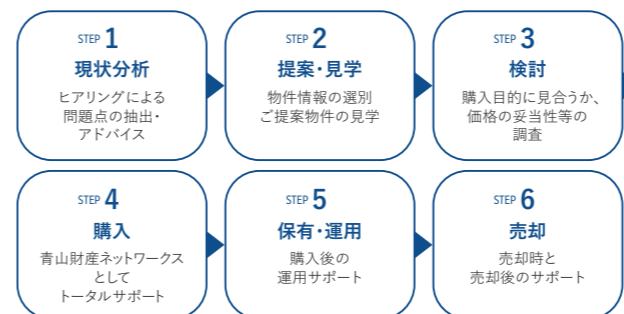 STEP 1
現状分析
ヒアリングによる
問題点の抽出・
アドバイス
STEP 2
提案・見学
物件情報の選別
ご提案物件の見学
STEP 3
検討
購入目的に見合うか、
価格の妥当性等の
調査
STEP 4
購入
青山財産ネットワークス
として
トータルサポート
STEP 5
保有・運用
購入後の
運用サポート
STEP 6
売却
売却時と
売却後のサポート